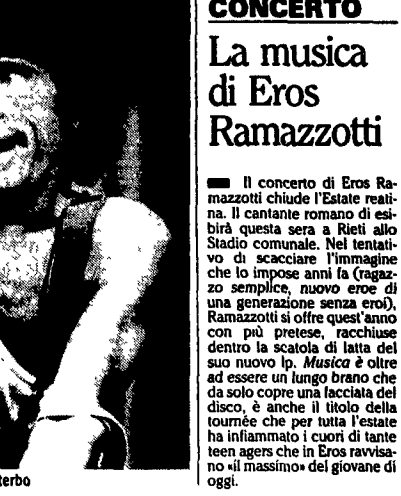 CONCERTO
La musica
di Eros
Ramazzotti
Il concerto di Eros Ra-
mazzotti chiude l'Estate reati-
na. Il cantante romano di esi-
birà questa sera a Rieti allo
Stadio comunale. Nel tentati-
vo di scacciare l'immagine
che lo impose anni fa (ragaz-
zo semplice, nuovo eroe di
una generazione senza eroi),
Ramazzotti si offre quest'anno
con più pretese, racchiuse
dentro la scatola di latta del
suo nuovo lp. Musica è oltre
ad essere un lungo brano che
da solo copre una facciata del
disco, è anche il titolo della
tournée che per tutta l'estate
ha infiammato i cuori di tante
teen agers che in Eros ravvisa-
no «il massimo» del giovane di
oggi.
terbo